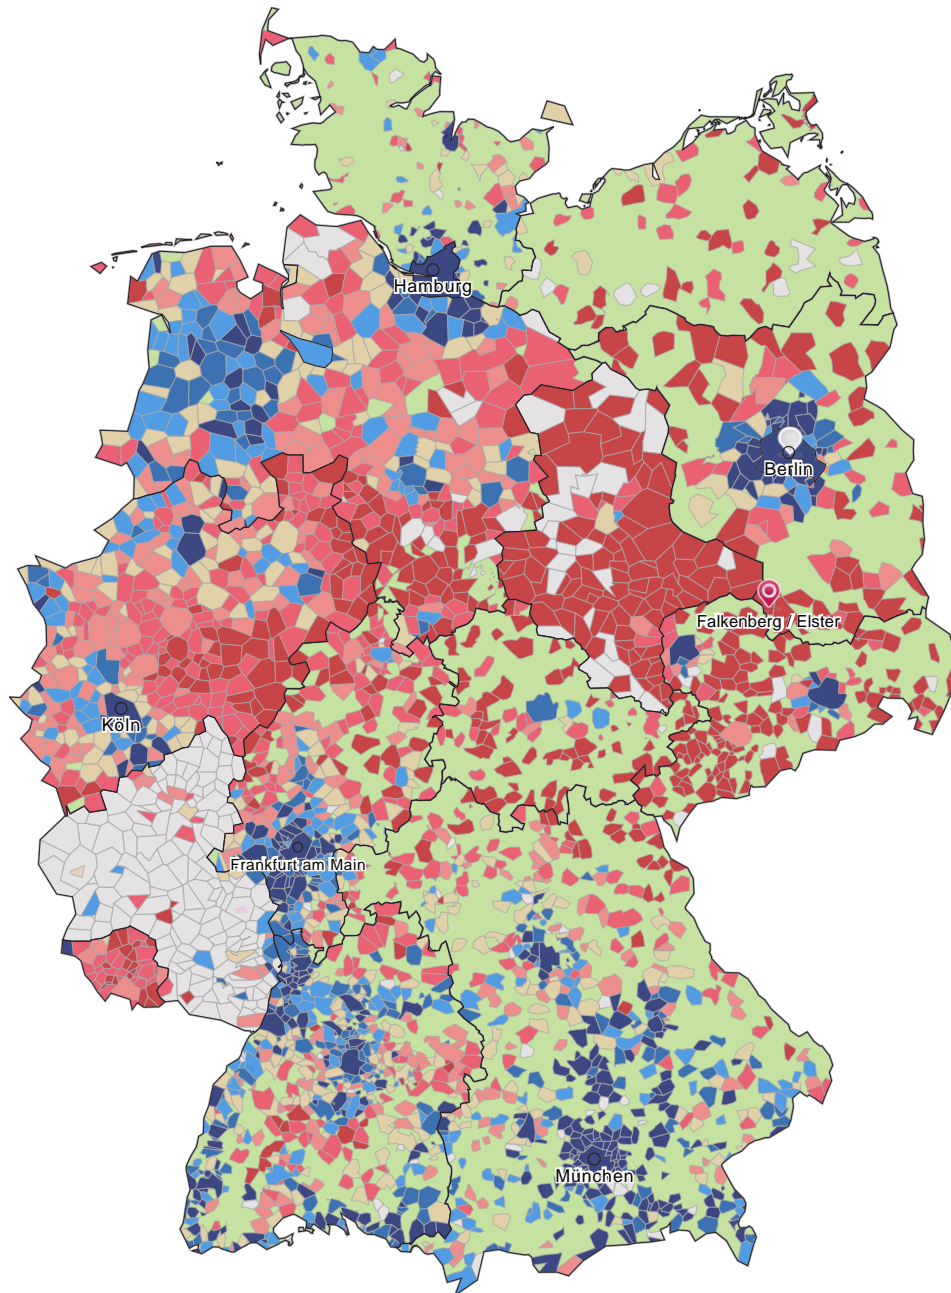 Hamburg
Berlin
Falkenberg / Elster
Köln
Frankfurt am Main
München